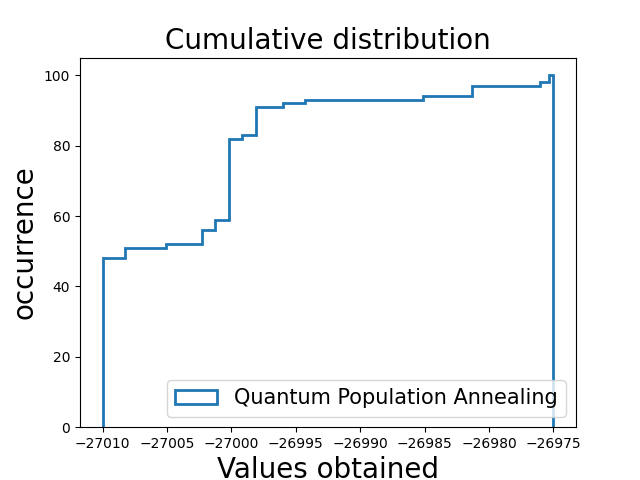 Cumulative distribution
100
80
60
40
20
0
occurrence
Quantum Population Annealing
−27010 −27005 −27000 −26995 −26990 −26985 −26980 −26975
Values obtained